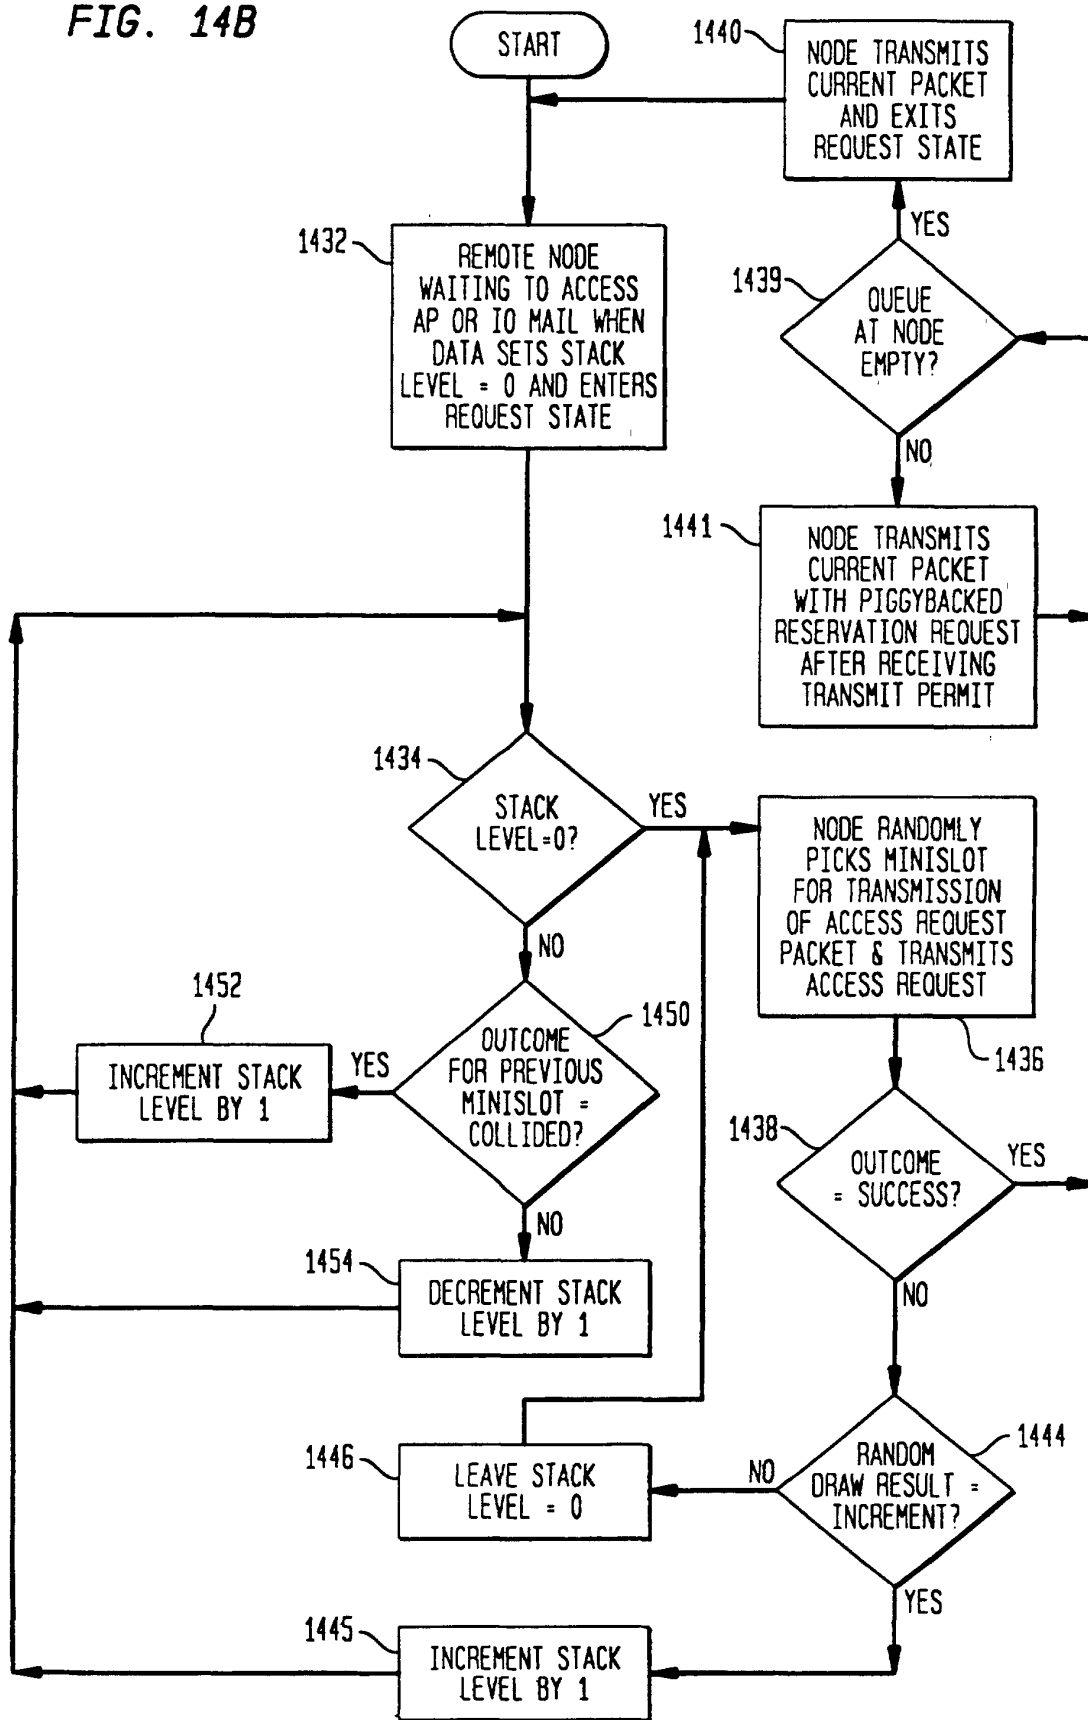 FIG. 14B
START
1440
NODE TRANSMITS
CURRENT PACKET
AND EXITS
REQUEST STATE
YES
1432
REMOTE NODE
WAITING TO ACCESS
AP OR IO MAIL WHEN
DATA SETS STACK
LEVEL = 0 AND ENTERS
REQUEST STATE
1439
QUEUE
AT NODE
EMPTY?
NO
1441
NODE TRANSMITS
CURRENT PACKET
WITH PIGGYBACKED
RESERVATION REQUEST
AFTER RECEIVING
TRANSMIT PERMIT
1434
STACK
LEVEL=0?
YES
NO
NODE RANDOMLY
PICKS MINISLOT
FOR TRANSMISSION
OF ACCESS REQUEST
PACKET & TRANSMITS
ACCESS REQUEST
1436
1452
INCREMENT STACK
LEVEL BY 1
YES
1450
OUTCOME
FOR PREVIOUS
MINISLOT =
COLLIDED?
NO
1438
OUTCOME
= SUCCESS?
YES
NO
1454
DECREMENT STACK
LEVEL BY 1
1446
LEAVE STACK
LEVEL = 0
NO
1444
RANDOM
DRAW RESULT =
INCREMENT?
YES
1445
INCREMENT STACK
LEVEL BY 1